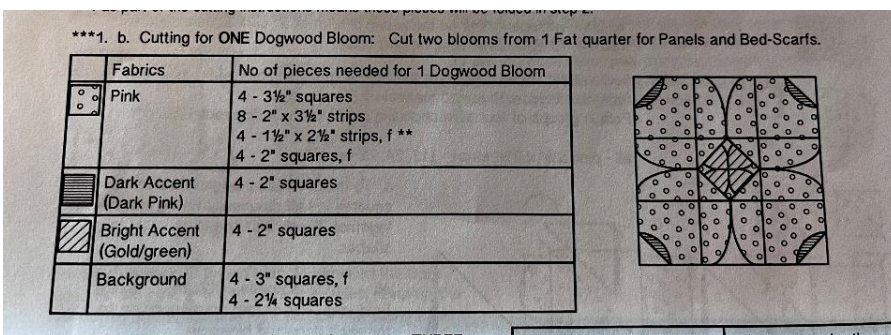 ***1. b. Cutting for ONE Dogwood Bloom: Cut two blooms from 1 Fat quarter for Panels and Bed-Scarfs.
Fabrics No of pieces needed for 1 Dogwood Bloom
Pink 4 - 3½" squares
8 - 2" x 3½" strips
4 - 1½" x 2½" strips, f **
4 - 2" squares, f
Dark Accent 4 - 2" squares
(Dark Pink)
Bright Accent 4 - 2" squares
(Gold/green)
Background 4 - 3" squares, f
4 - 2¼ squares